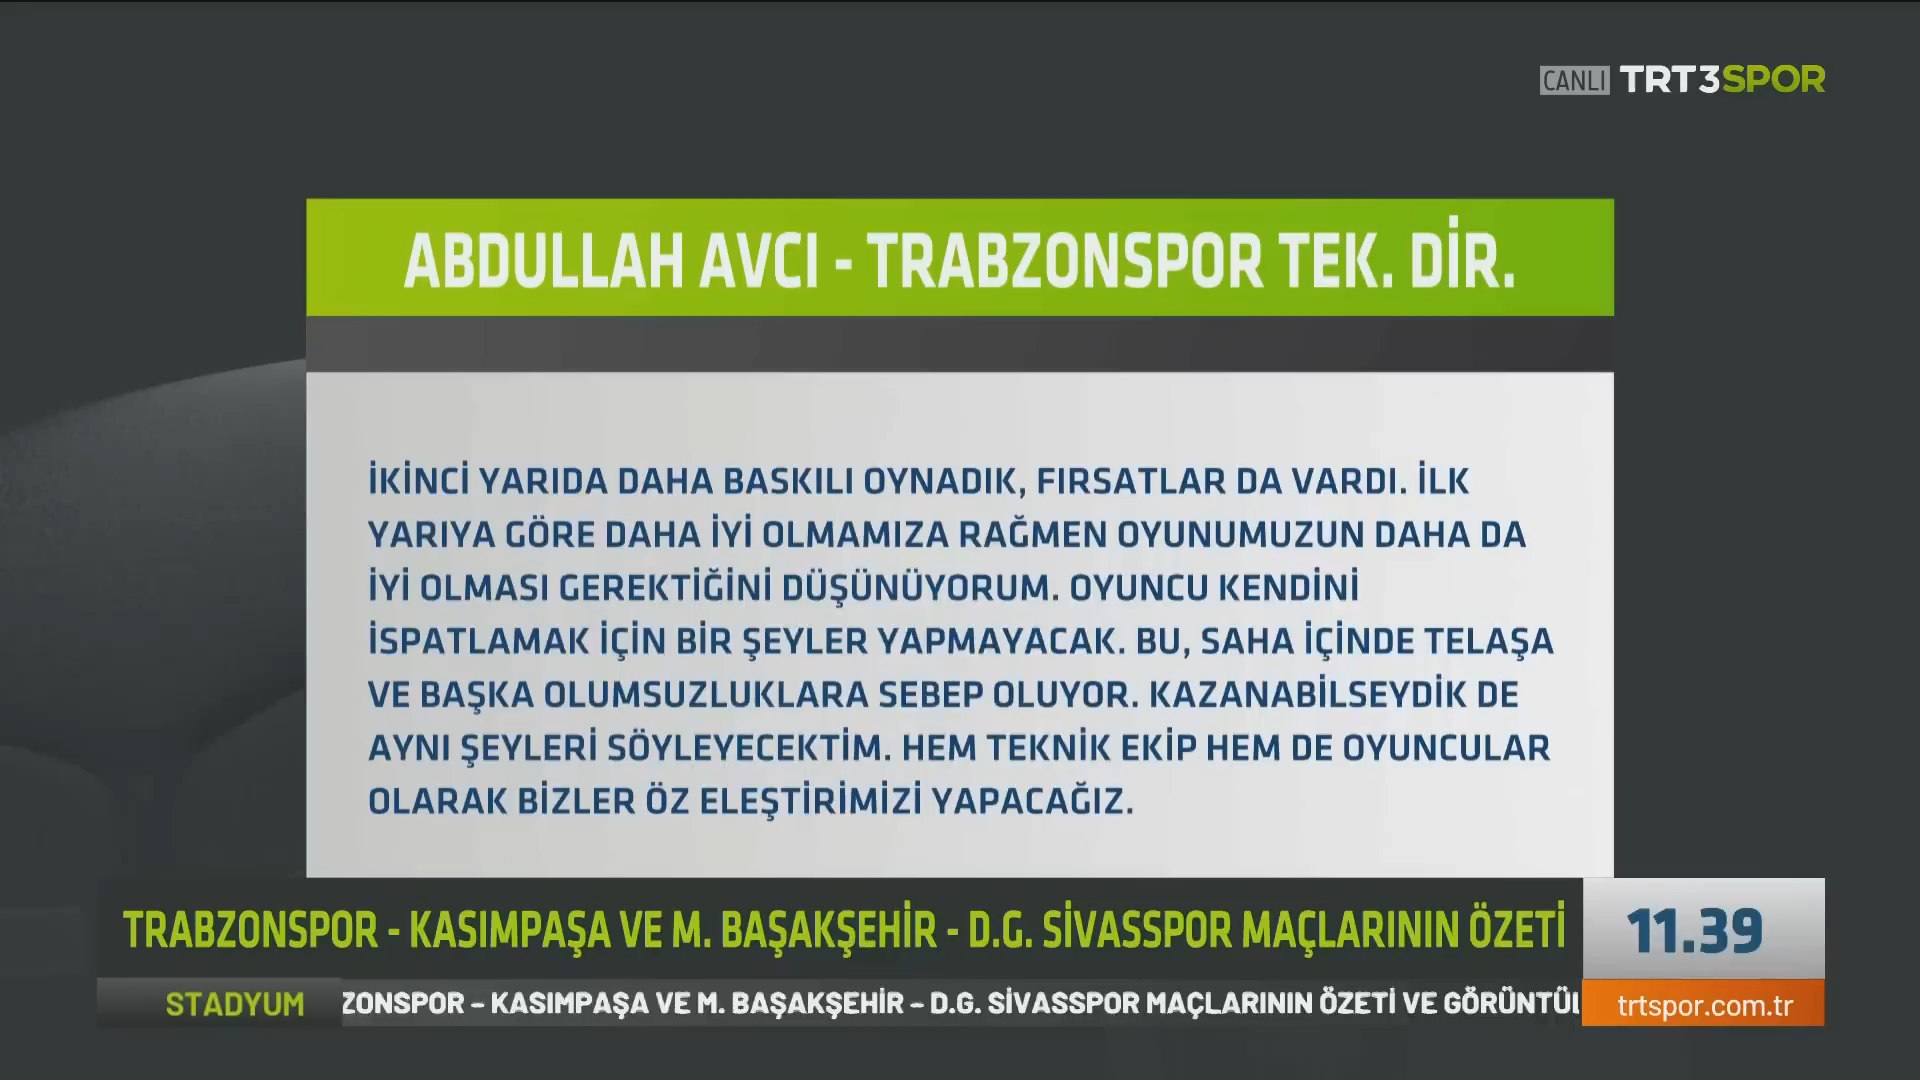 CANLI TRT3SPOR
ABDULLAH AVCI - TRABZONSPOR TEK. DİR.
İKİNCİ YARIDA DAHA BASKILI OYNADIK, FIRSATLAR DA VARDI. İLK
YARIYA GÖRE DAHA İYİ OLMAMIZA RAĞMEN OYUNUMUZUN DAHA DA
İYİ OLMASI GEREKTİĞİNİ DÜŞÜNÜYORUM. OYUNCU KENDİNİ
İSPATLAMAK İÇİN BİR ŞEYLER YAPMAYACAK. BU, SAHA İÇİNDE TELAŞA
VE BAŞKA OLUMSUZLUKLARA SEBEP OLUYOR. KAZANABİLSEYDİK DE
AYNI ŞEYLERİ SÖYLEYECEKTİM. HEM TEKNİK EKİP HEM DE OYUNCULAR
OLARAK BİZLER ÖZ ELEŞTİRİMİZİ YAPACAĞIZ.
TRABZONSPOR - KASIMPAŞA VE M. BAŞAKŞEHİR - D.G. SİVASSPOR MAÇLARININ ÖZETİ
11.39
STADYUM
ZONSPOR – KASIMPAŞA VE M. BAŞAKŞEHİR – D.G. SİVASSPOR MAÇLARININ ÖZETİ VE GÖRÜNTÜL
trtspor.com.tr